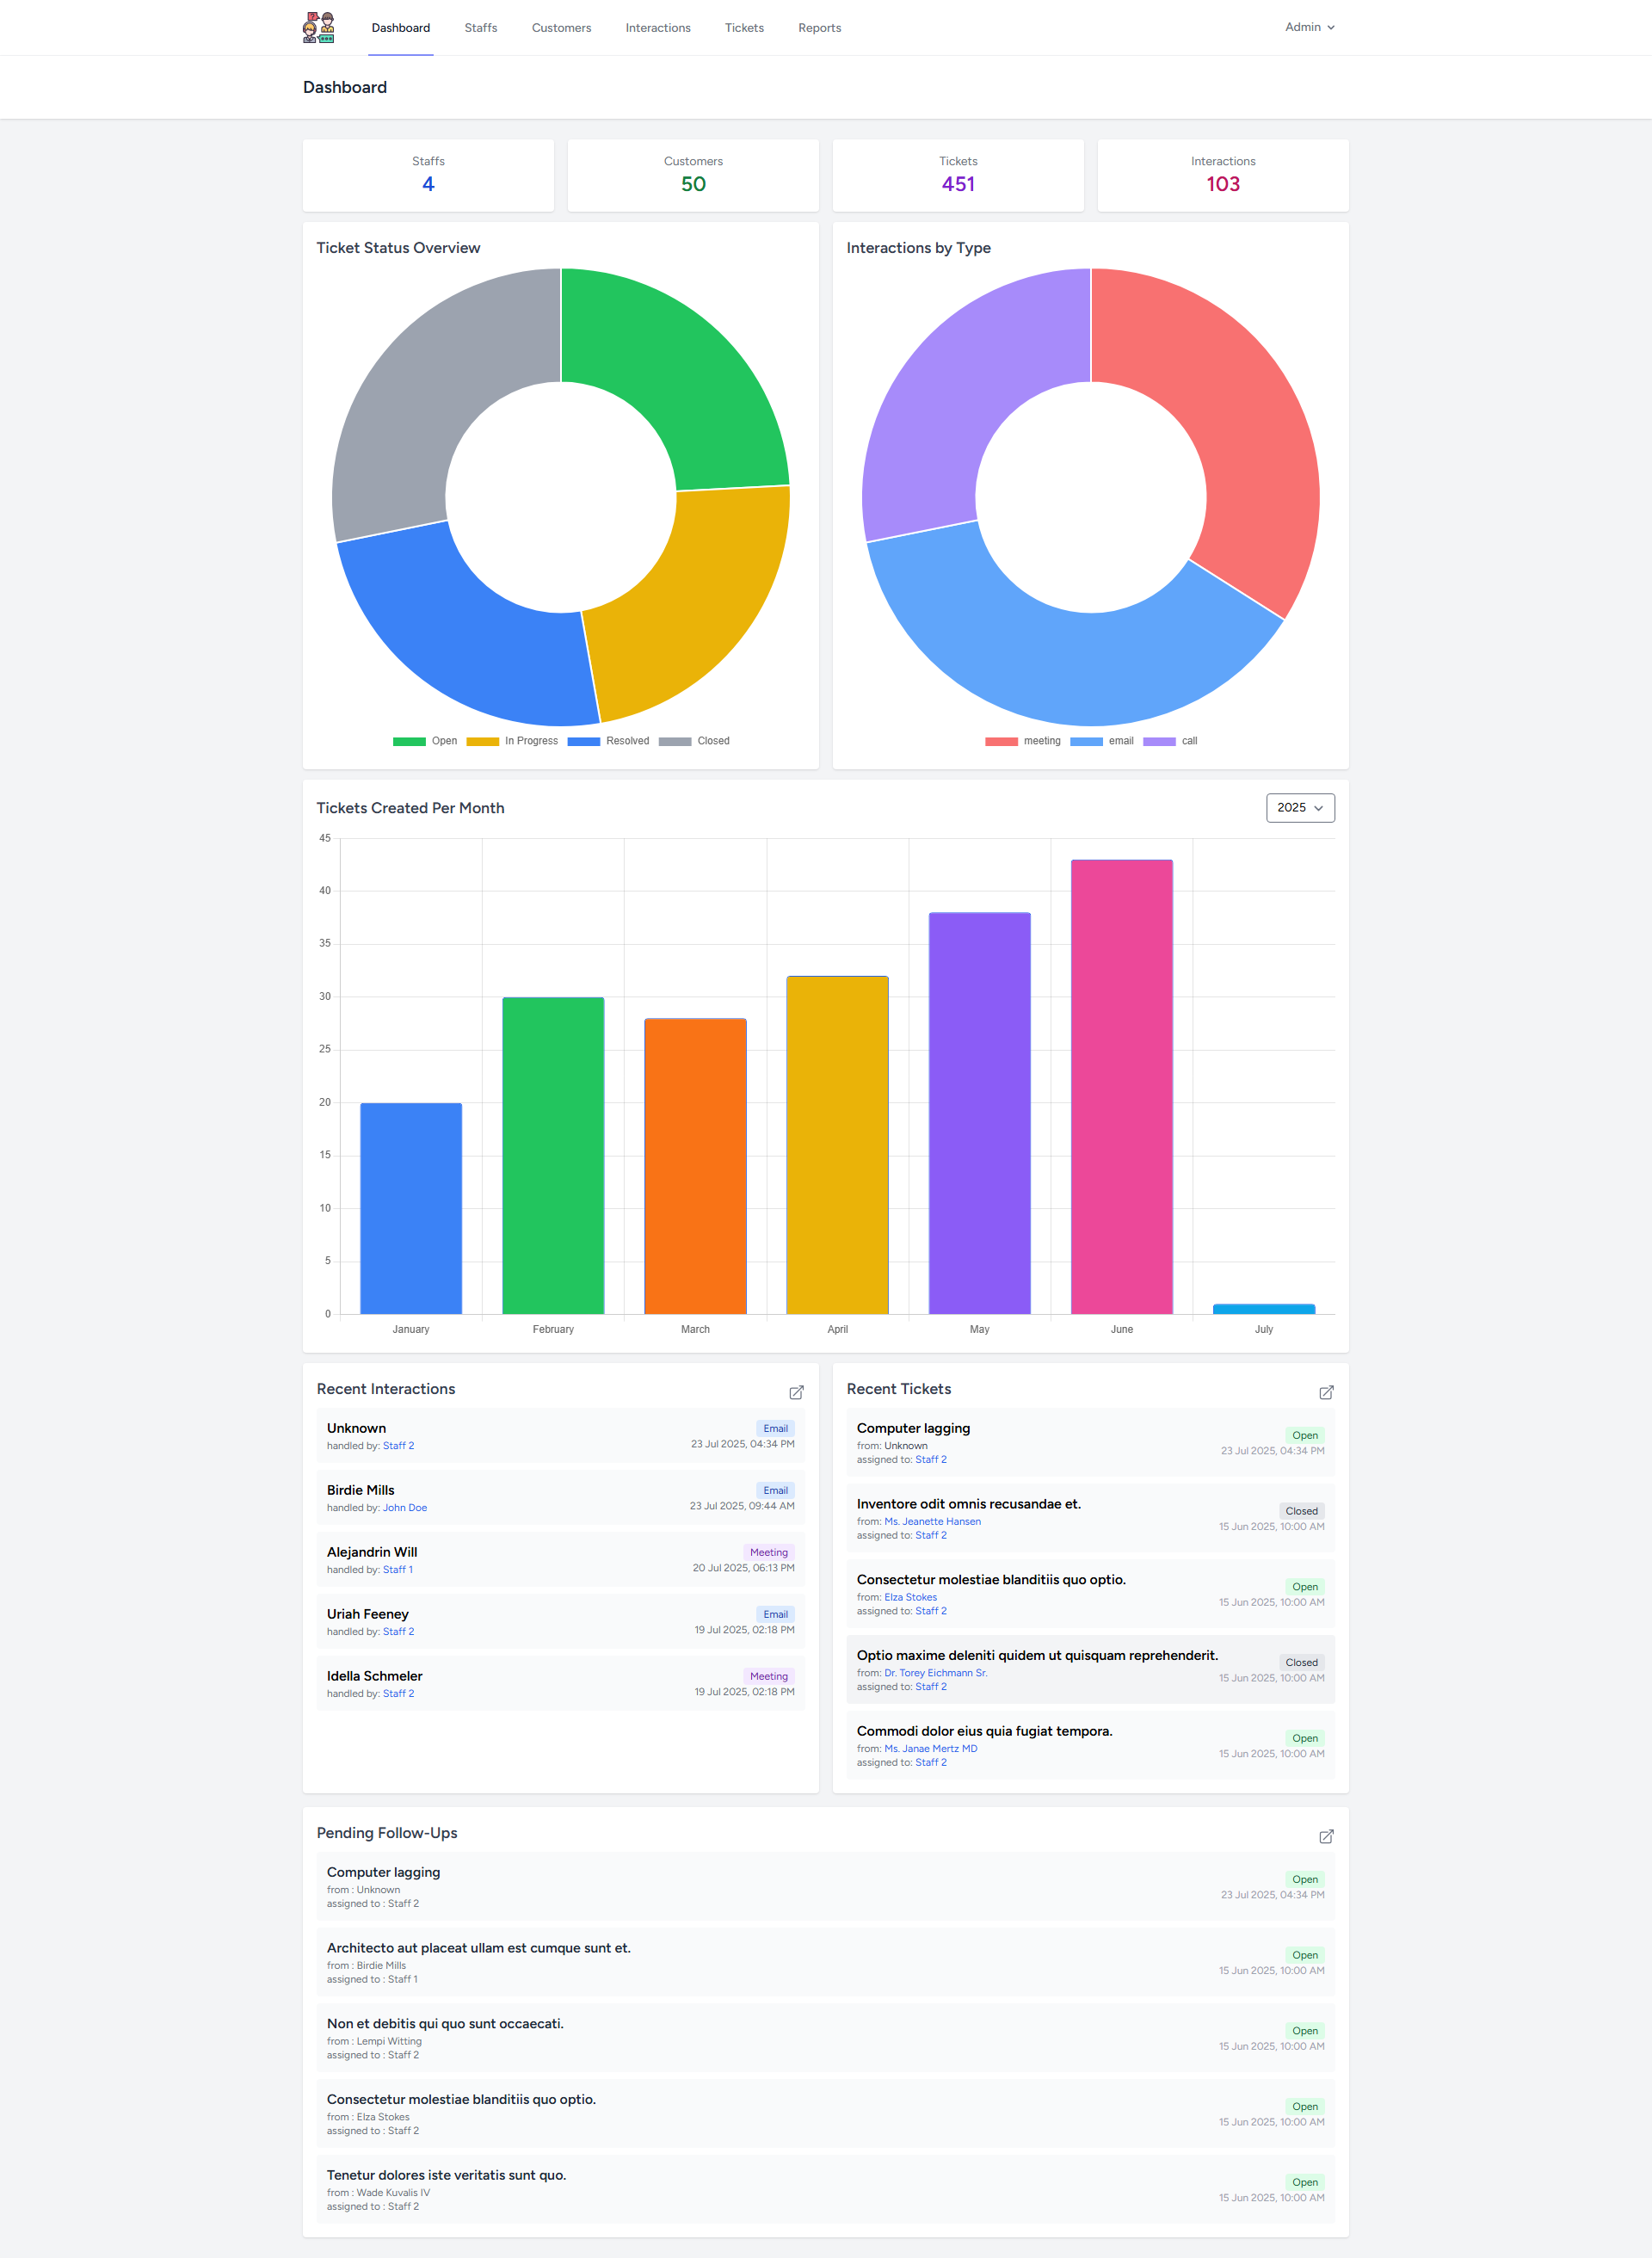 Dashboard Staffs Customers Interactions Tickets Reports Admin
Dashboard
Staffs
4
Customers
50
Tickets
451
Interactions
103
Ticket Status Overview
Open In Progress Resolved Closed
Interactions by Type
meeting email call
Tickets Created Per Month
2025
45
40
35
30
25
20
15
10
5
0
January February March April May June July
Recent Interactions
Unknown
Email
handled by: Staff 2
23 Jul 2025, 04:34 PM
Birdie Mills
Email
handled by: John Doe
23 Jul 2025, 09:44 AM
Alejandrin Will
Meeting
handled by: Staff 1
20 Jul 2025, 06:13 PM
Uriah Feeney
Email
handled by: Staff 2
19 Jul 2025, 02:18 PM
Idella Schmeler
Meeting
handled by: Staff 2
19 Jul 2025, 02:18 PM
Recent Tickets
Computer lagging
Open
from: Unknown
23 Jul 2025, 04:34 PM
assigned to: Staff 2
Inventore odit omnis recusandae et.
Closed
from: Ms. Jeanette Hansen
15 Jun 2025, 10:00 AM
assigned to: Staff 2
Consectetur molestiae blanditiis quo optio.
Open
from: Elza Stokes
15 Jun 2025, 10:00 AM
assigned to: Staff 2
Optio maxime deleniti quidem ut quisquam reprehenderit.
Closed
from: Dr. Torey Eichmann Sr.
15 Jun 2025, 10:00 AM
assigned to: Staff 2
Commodi dolor eius quia fugiat tempora.
Open
from: Ms. Janae Mertz MD
15 Jun 2025, 10:00 AM
assigned to: Staff 2
Pending Follow-Ups
Computer lagging
Open
from : Unknown
23 Jul 2025, 04:34 PM
assigned to : Staff 2
Architecto aut placeat ullam est cumque sunt et.
Open
from : Birdie Mills
15 Jun 2025, 10:00 AM
assigned to : Staff 1
Non et debitis qui quo sunt occaecati.
Open
from : Lempi Witting
15 Jun 2025, 10:00 AM
assigned to : Staff 2
Consectetur molestiae blanditiis quo optio.
Open
from : Elza Stokes
15 Jun 2025, 10:00 AM
assigned to : Staff 2
Tenetur dolores iste veritatis sunt quo.
Open
from : Wade Kuvalis IV
15 Jun 2025, 10:00 AM
assigned to : Staff 2